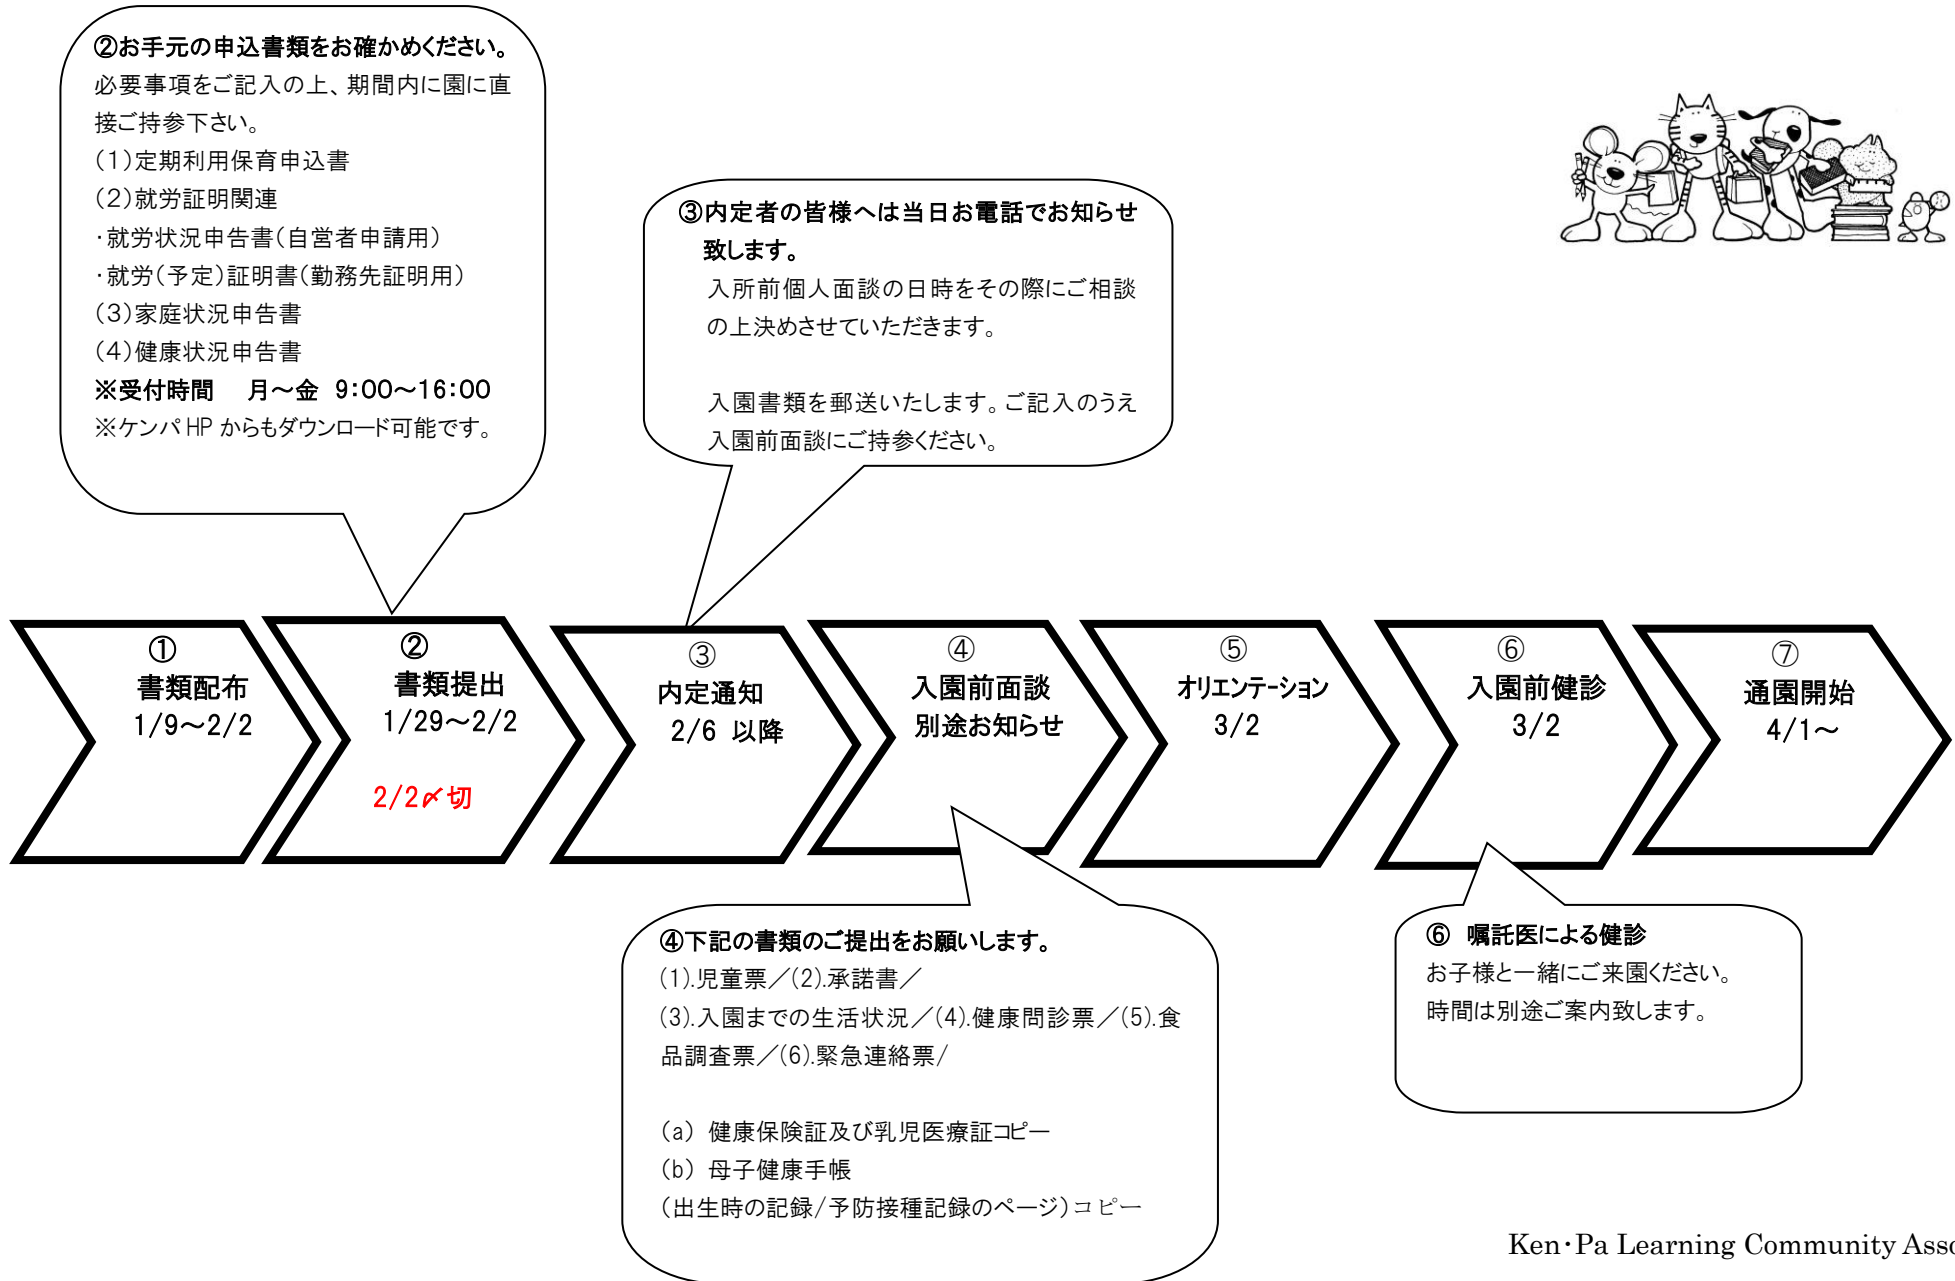 ②お手元の申込書類をお確かめください。
必要事項をご記入の上、期間内に園に直
接ご持参下さい。
(1)定期利用保育申込書
(2)就労証明関連
・就労状況申告書(自営者申請用)
・就労(予定)証明書(勤務先証明用)
(3)家庭状況申告書
(4)健康状況申告書
※受付時間　月～金 9:00～16:00
※ケンパ HP からもダウンロード可能です。
③内定者の皆様へは当日お電話でお知らせ
致します。
入所前個人面談の日時をその際にご相談
の上決めさせていただきます。
入園書類を郵送いたします。ご記入のうえ
入園前面談にご持参ください。
①
書類配布
1/9～2/2
②
書類提出
1/29～2/2
2/2〆切
③
内定通知
2/6 以降
④
入園前面談
別途お知らせ
⑤
オリエンテーション
3/2
⑥
入園前健診
3/2
⑦
通園開始
4/1～
④下記の書類のご提出をお願いします。
(1).児童票／(2).承諾書／
(3).入園までの生活状況／(4).健康問診票／(5).食
品調査票／(6).緊急連絡票/
(a) 健康保険証及び乳児医療証コピー
(b) 母子健康手帳
(出生時の記録/予防接種記録のページ)コピー
⑥ 嘱託医による健診
お子様と一緒にご来園ください。
時間は別途ご案内致します。
Ken・Pa Learning Community Asso